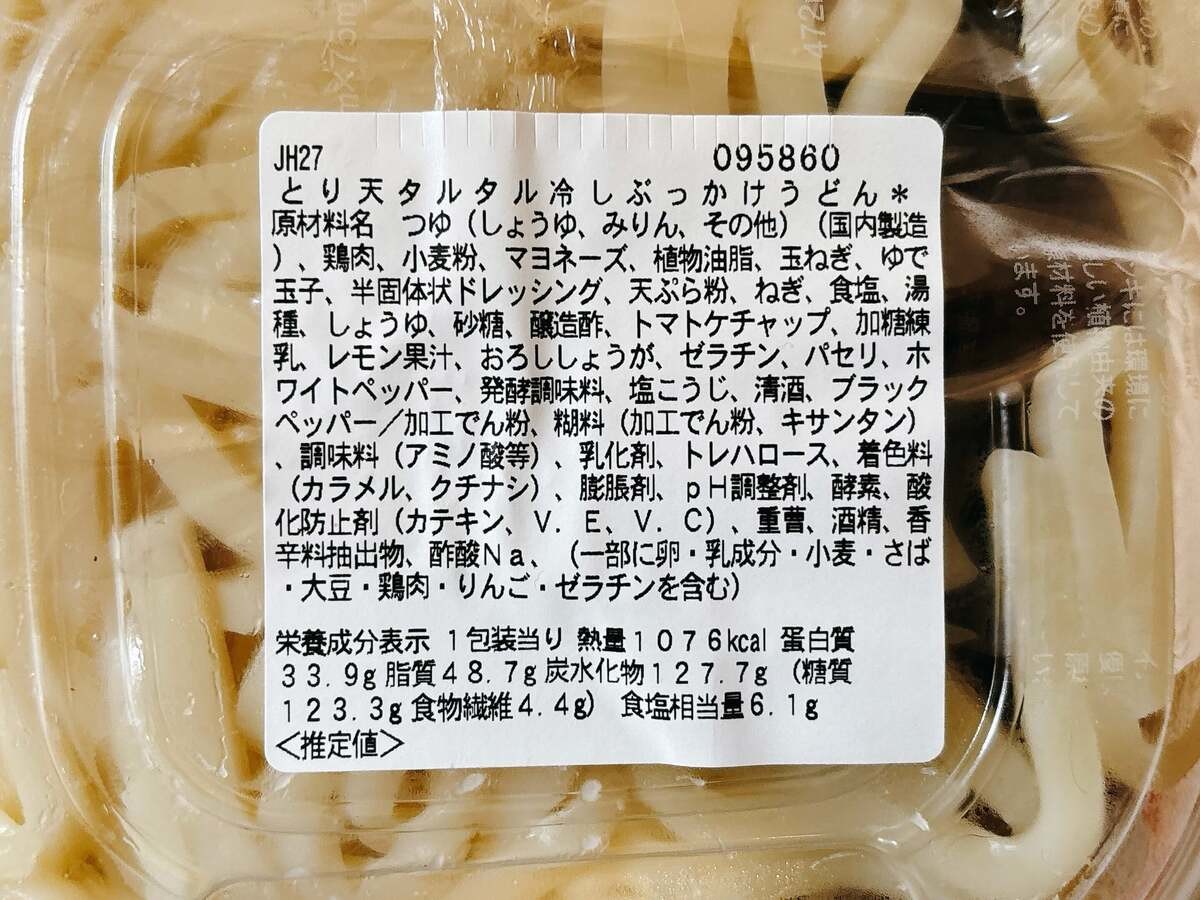 JH27 095860
とり天タルタル冷しぶっかけうどん＊
原材料名　つゆ（しょうゆ、みりん、その他）（国内製造
）、鶏肉、小麦粉、マヨネーズ、植物油脂、玉ねぎ、ゆで
玉子、半固体状ドレッシング、天ぷら粉、ねぎ、食塩、湯
種、しょうゆ、砂糖、醸造酢、トマトケチャップ、加糖練
乳、レモン果汁、おろししょうが、ゼラチン、パセリ、ホ
ワイトペッパー、発酵調味料、塩こうじ、清酒、ブラック
ペッパー／加工でん粉、糊料（加工でん粉、キサンタン）
、調味料（アミノ酸等）、乳化剤、トレハロース、着色料
（カラメル、クチナシ）、膨脹剤、ｐＨ調整剤、酵素、酸
化防止剤（カテキン、Ｖ．Ｅ、Ｖ．Ｃ）、重曹、酒精、香
辛料抽出物、酢酸Ｎａ、（一部に卵・乳成分・小麦・さば
・大豆・鶏肉・りんご・ゼラチンを含む）
栄養成分表示　１包装当り　熱量１０７６kcal　蛋白質
３３．９g　脂質４８．７g　炭水化物１２７．７g　（糖質
１２３．３g　食物繊維４．４g）　食塩相当量６．１g
＜推定値＞